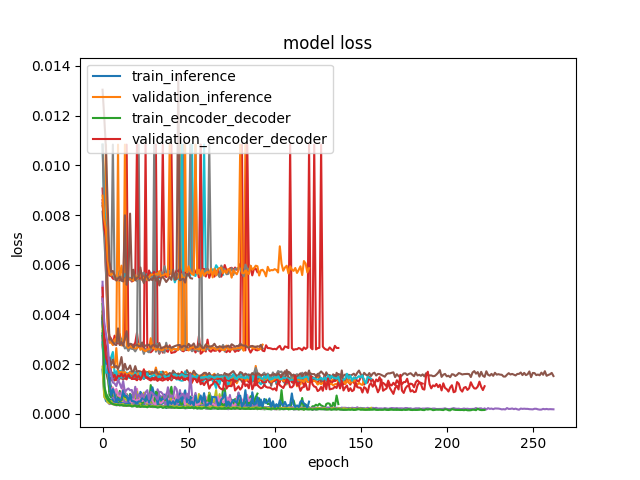 model loss
train_inference
validation_inference
train_encoder_decoder
validation_encoder_decoder
loss
0.014
0.012
0.010
0.008
0.006
0.004
0.002
0.000
0
50
100
150
200
250
epoch